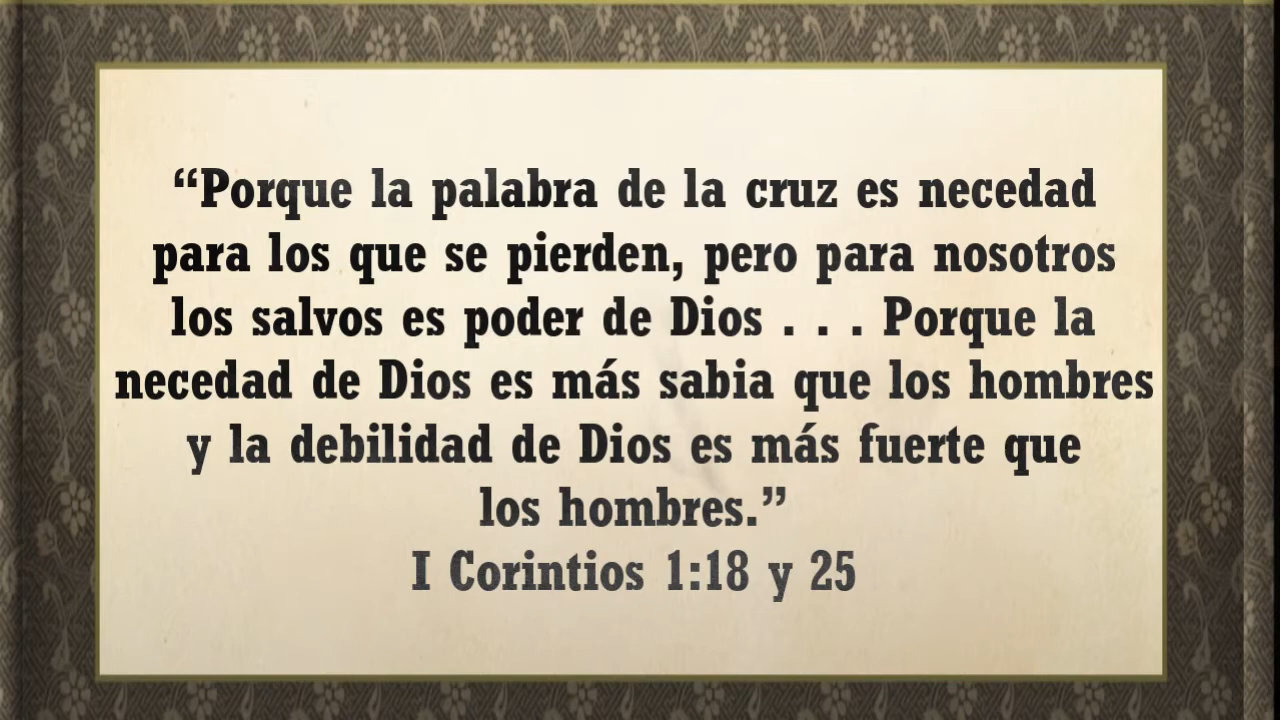 “Porque la palabra de la cruz es necedad
para los que se pierden, pero para nosotros
los salvos es poder de Dios . . . Porque la
necedad de Dios es más sabia que los hombres
y la debilidad de Dios es más fuerte que
los hombres.”
I Corintios 1:18 y 25